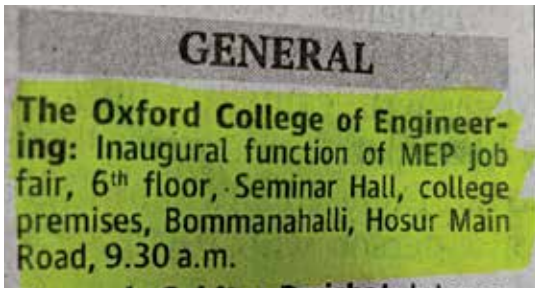 GENERAL
The Oxford College of Engineer-
ing: Inaugural function of MEP job
fair, 6th floor, Seminar Hall, college
premises, Bommanahalli, Hosur Main
Road, 9.30 a.m.